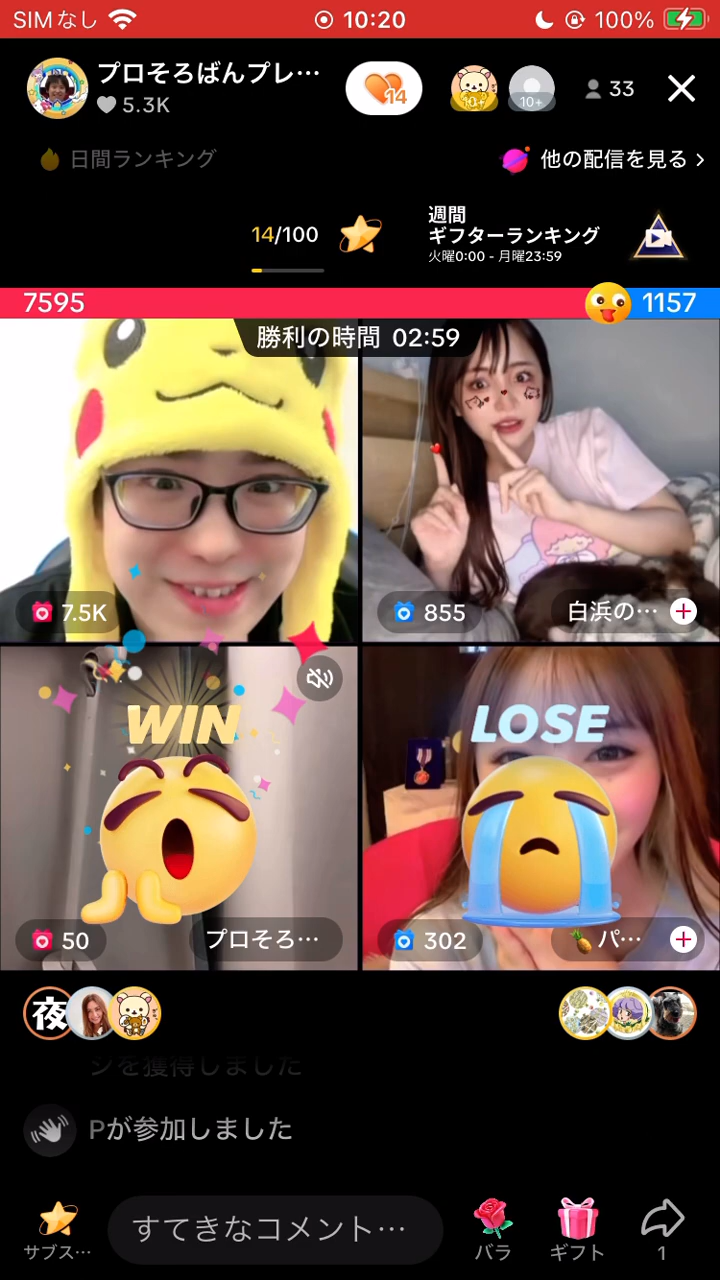 SIMなし
10:20
100%
プロそろばんプレ…
5.3K
14
10+
10+
33
日間ランキング
他の配信を見る
14/100
週間
ギフターランキング
火曜0:00 - 月曜23:59
7595
1157
勝利の時間 02:59
7.5K
855
白浜の…
WIN
LOSE
50
プロそろ…
302
パ…
夜
ジを獲得しました
Pが参加しました
すてきなコメント…
サブス…
バラ
ギフト
1